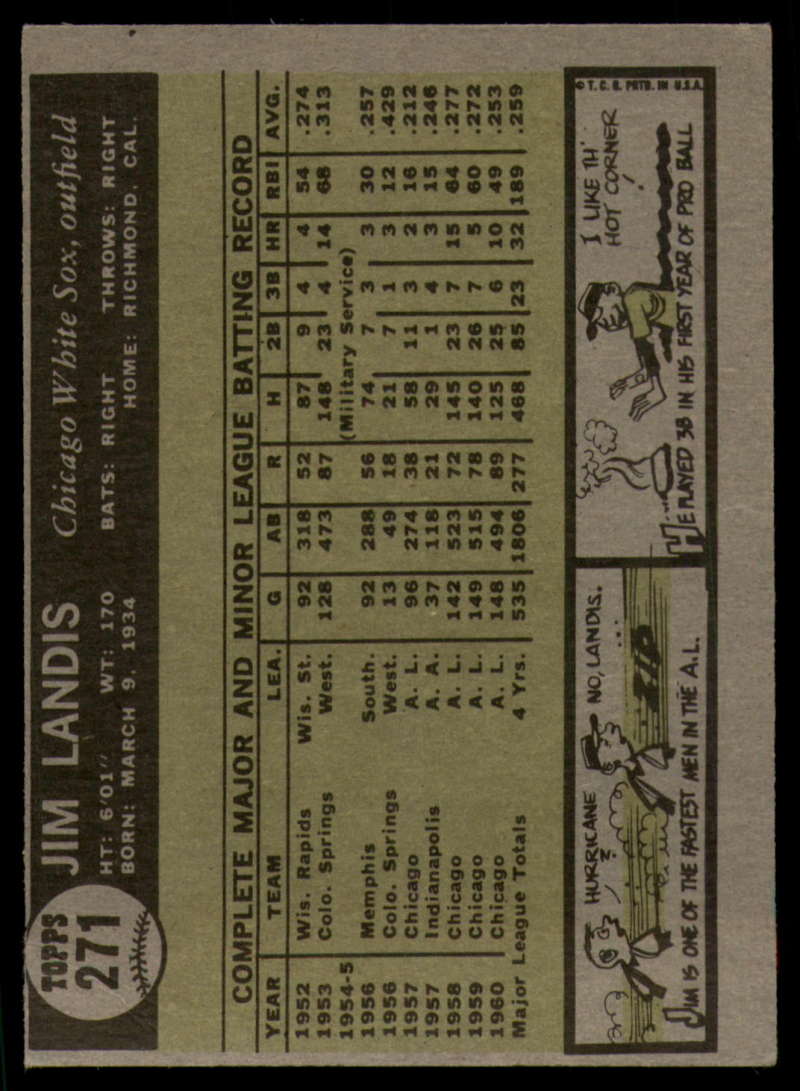 TOPPS
271
JIM LANDIS Chicago White Sox, outfield
HT: 6'01" WT: 170 BATS: RIGHT THROWS: RIGHT
BORN: MARCH 9, 1934 HOME: RICHMOND, CAL.
COMPLETE MAJOR AND MINOR LEAGUE BATTING RECORD
YEAR TEAM LEA. G AB R H 2B 3B HR RBI AVG.
1952 Wis. Rapids Wis. St. 92 318 52 87 9 4 4 54 .274
1953 Colo. Springs West. 128 473 87 148 23 4 14 68 .313
1954-5 (Military Service)
1956 Memphis South. 92 288 56 74 7 3 3 30 .257
1956 Colo. Springs West. 13 49 18 21 7 1 3 12 .429
1957 Chicago A. L. 96 274 38 58 11 3 2 16 .212
1957 Indianapolis A. A. 37 118 21 29 1 4 3 15 .246
1958 Chicago A. L. 142 523 72 145 23 7 15 64 .277
1959 Chicago A. L. 149 515 78 140 26 7 5 60 .272
1960 Chicago A. L. 148 494 89 125 25 6 10 49 .253
Major League Totals 4 Yrs. 535 1806 277 468 85 23 32 189 .259
HURRICANE ?
NO, LANDIS. ...
ZIP
JIM IS ONE OF THE FASTEST MEN IN THE A.L.
I LIKE TH'
HOT CORNER
!
HE PLAYED 3B IN HIS FIRST YEAR OF PRO BALL
© T. C. G. PRTD. IN U.S.A.